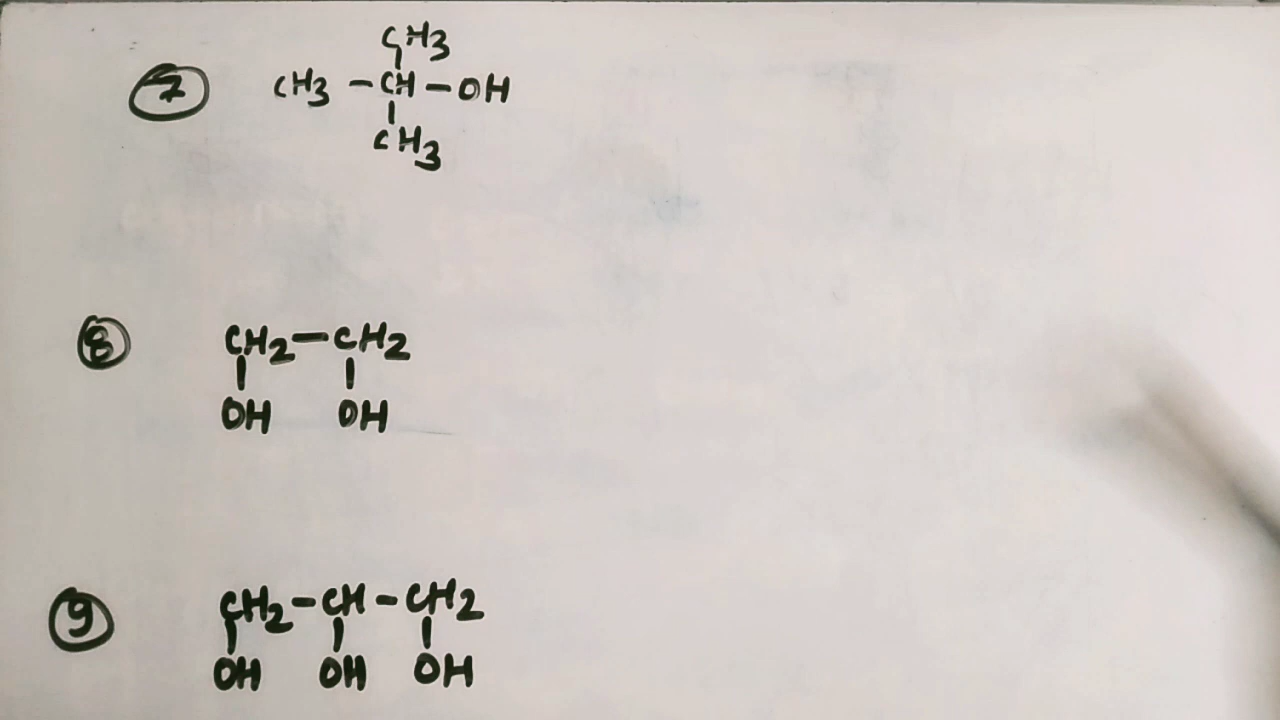 CH3
7 CH3 - CH - OH
CH3
8 CH2 - CH2
OH OH
9 CH2 - CH - CH2
OH OH OH